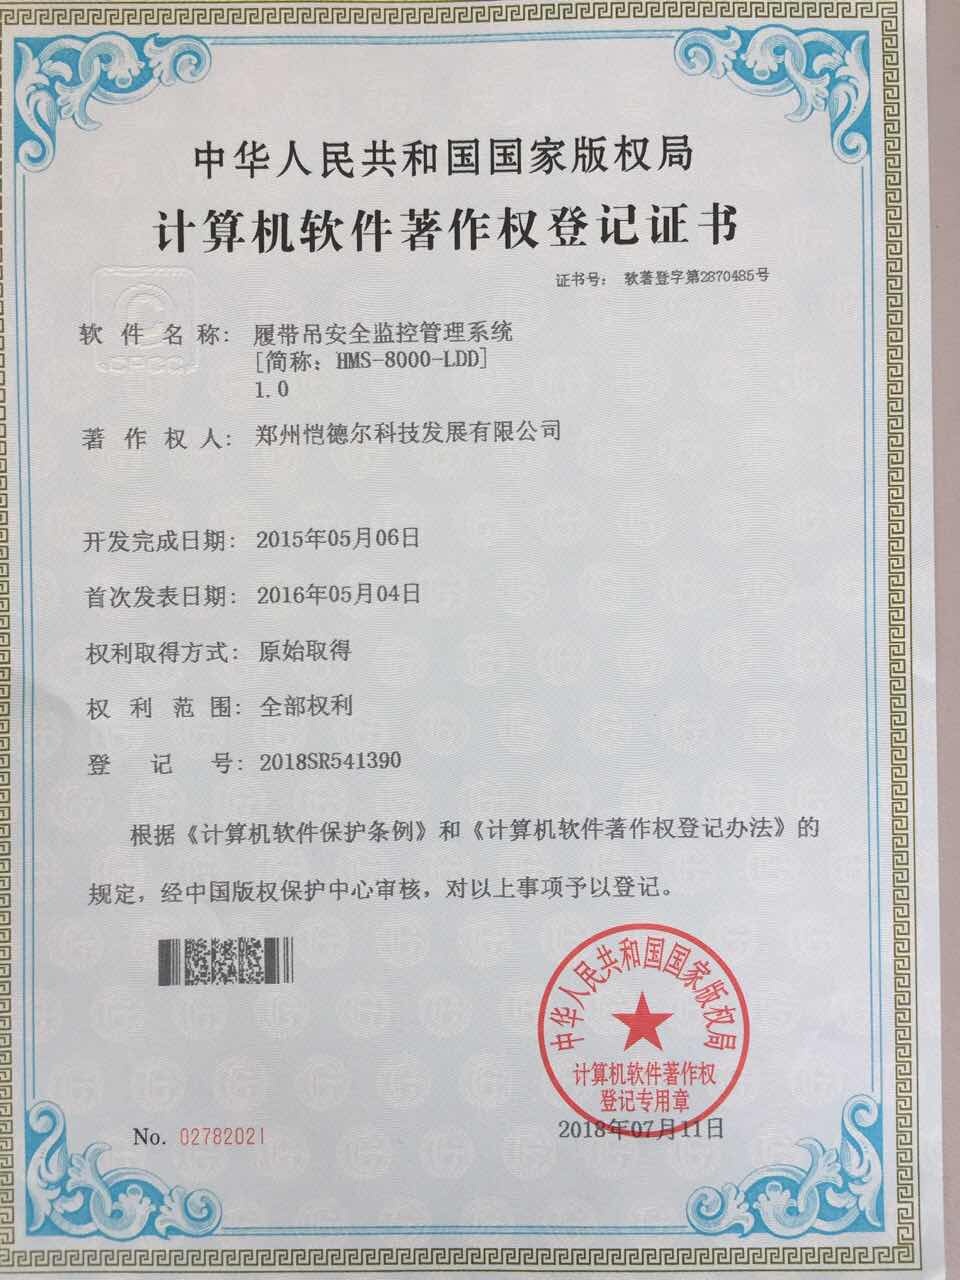 中华人民共和国国家版权局
计算机软件著作权登记证书
证书号： 软著登字第2870485号
软件名称： 履带吊安全监控管理系统
[简称：HMS-8000-LDD]
1.0
著作权人： 郑州恺德尔科技发展有限公司
开发完成日期： 2015年05月06日
首次发表日期： 2016年05月04日
权利取得方式： 原始取得
权利范围： 全部权利
登记号： 2018SR541390
根据《计算机软件保护条例》和《计算机软件著作权登记办法》的
规定，经中国版权保护中心审核，对以上事项予以登记。
中华人民共和国国家版权局
计算机软件著作权
登记专用章
No. 02782021
2018年07月11日